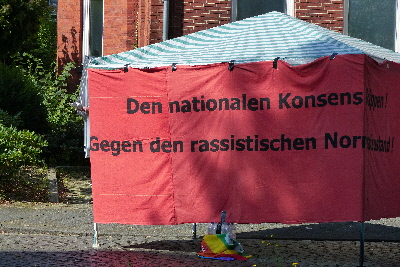 Den nationalen Konsens kippen!
Gegen den rassistischen Normalzustand!